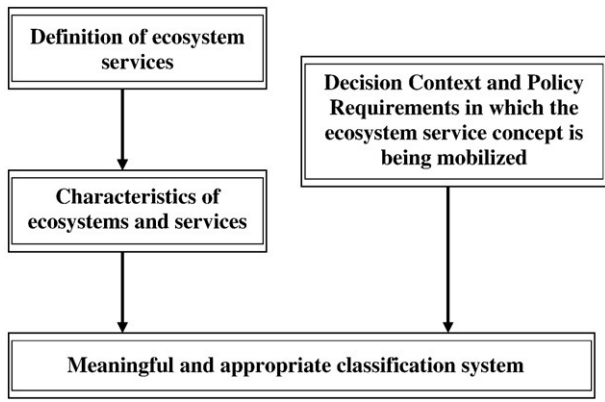 Definition of ecosystem
services
Decision Context and Policy
Requirements in which the
ecosystem service concept is
being mobilized
Characteristics of
ecosystems and services
Meaningful and appropriate classification system